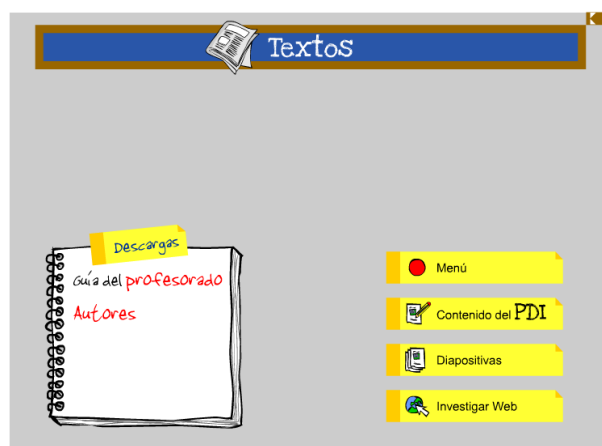 Textos
Descargas
Guía del profesorado
Autores
Menú
Contenido del PDI
Diapositivas
Investigar Web